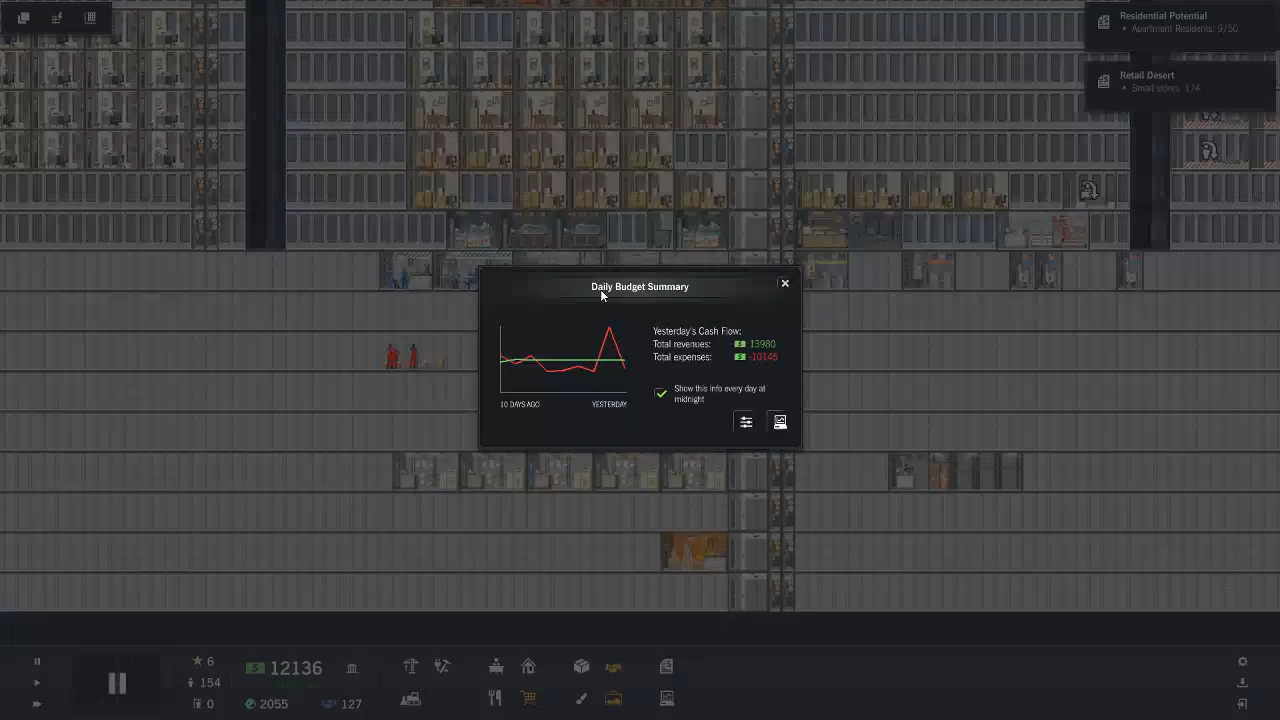 Residential Potential
• Apartment Residents: 9/50
Retail Desert
• Small stores: 1/4
Daily Budget Summary
Yesterday's Cash Flow:
Total revenues: 13980
Total expenses: -10145
Show this info every day at
midnight
10 DAYS AGO YESTERDAY
6
12136
154
0
2055
127